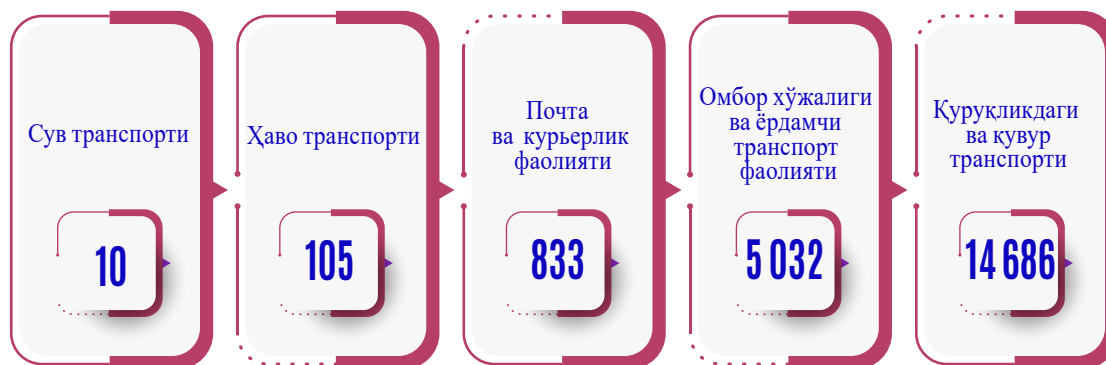 Сув транспорти
10
Ҳаво транспорти
105
Почта
ва курьерлик
фаолияти
833
Омбор хўжалиги
ва ёрдамчи
транспорт
фаолияти
5 032
Қуруқликдаги
ва қувур
транспорти
14 686